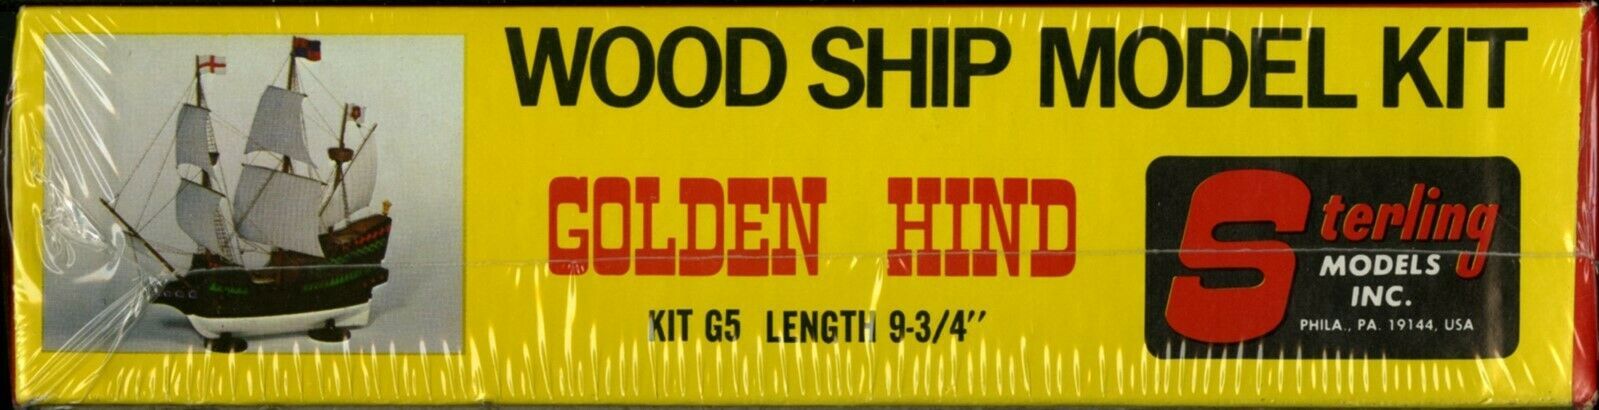 WOOD SHIP MODEL KIT
GOLDEN HIND
KIT G5 LENGTH 9-3/4"
Sterling
MODELS
INC.
PHILA., PA. 19144, USA